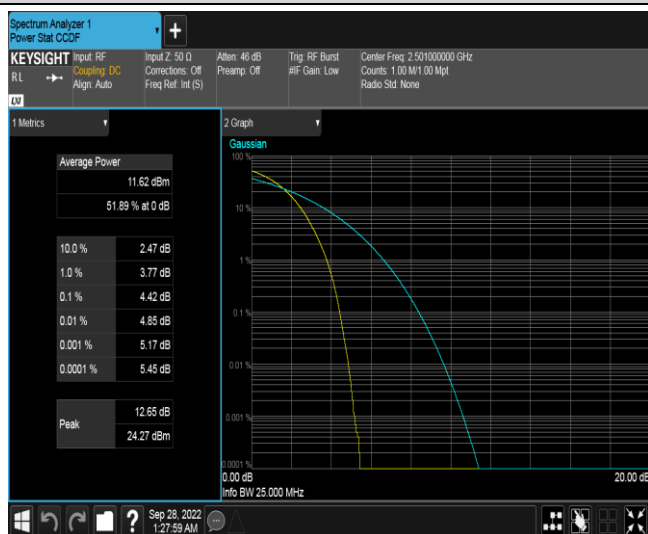 Spectrum Analyzer 1
Power Stat CCDF
+
KEYSIGHT
RL
LXI
Input: RF
Coupling: DC
Align: Auto
Input Z: 50 Ω
Corrections: Off
Freq Ref: Int (S)
Atten: 46 dB
Preamp: Off
Trig: RF Burst
#IF Gain: Low
Center Freq: 2.501000000 GHz
Counts: 1.00 M/1.00 Mpt
Radio Std: None
1 Metrics
Average Power
11.62 dBm
51.89 % at 0 dB
10.0 % 2.47 dB
1.0 % 3.77 dB
0.1 % 4.42 dB
0.01 % 4.85 dB
0.001 % 5.17 dB
0.0001 % 5.45 dB
Peak
12.65 dB
24.27 dBm
2 Graph
Gaussian
100 %
10 %
1 %
0.1 %
0.01 %
0.001 %
0.0001 %
0.00 dB 20.00 dB
Info BW 25.000 MHz
?
Sep 28, 2022
1:27:59 AM